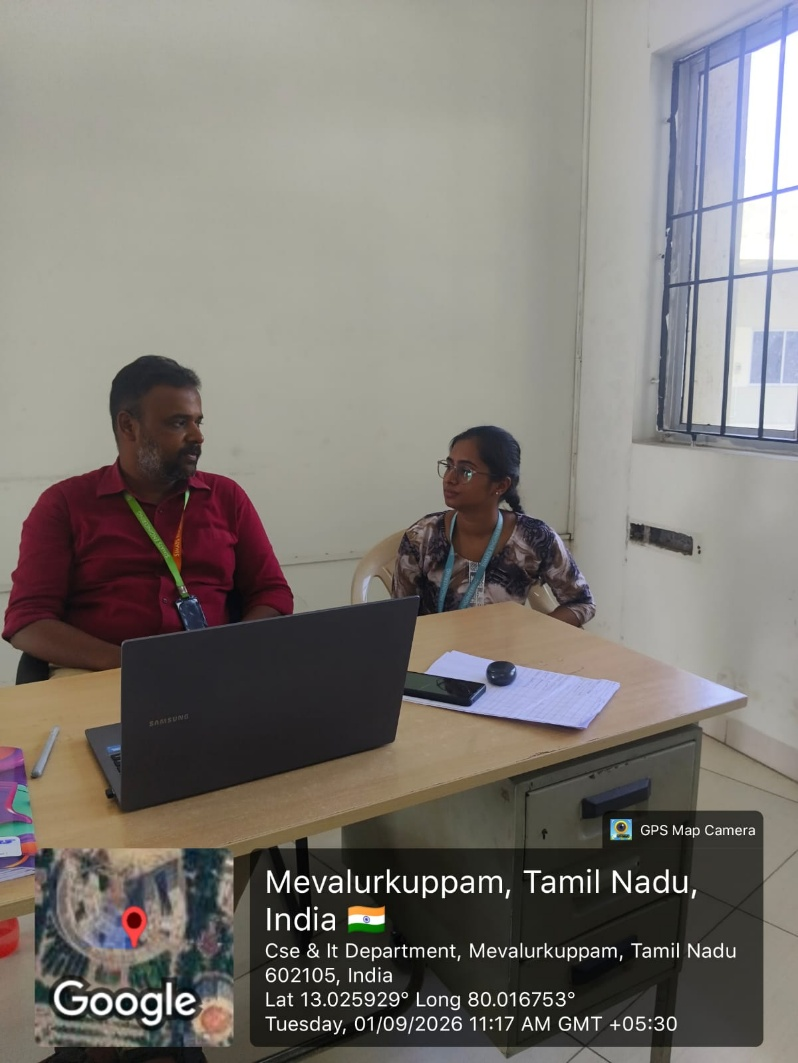 SAMSUNG
GPS Map Camera
Mevalurkuppam, Tamil Nadu,
India 🇮🇳
Cse & It Department, Mevalurkuppam, Tamil Nadu
602105, India
Lat 13.025929° Long 80.016753°
Tuesday, 01/09/2026 11:17 AM GMT +05:30
Google